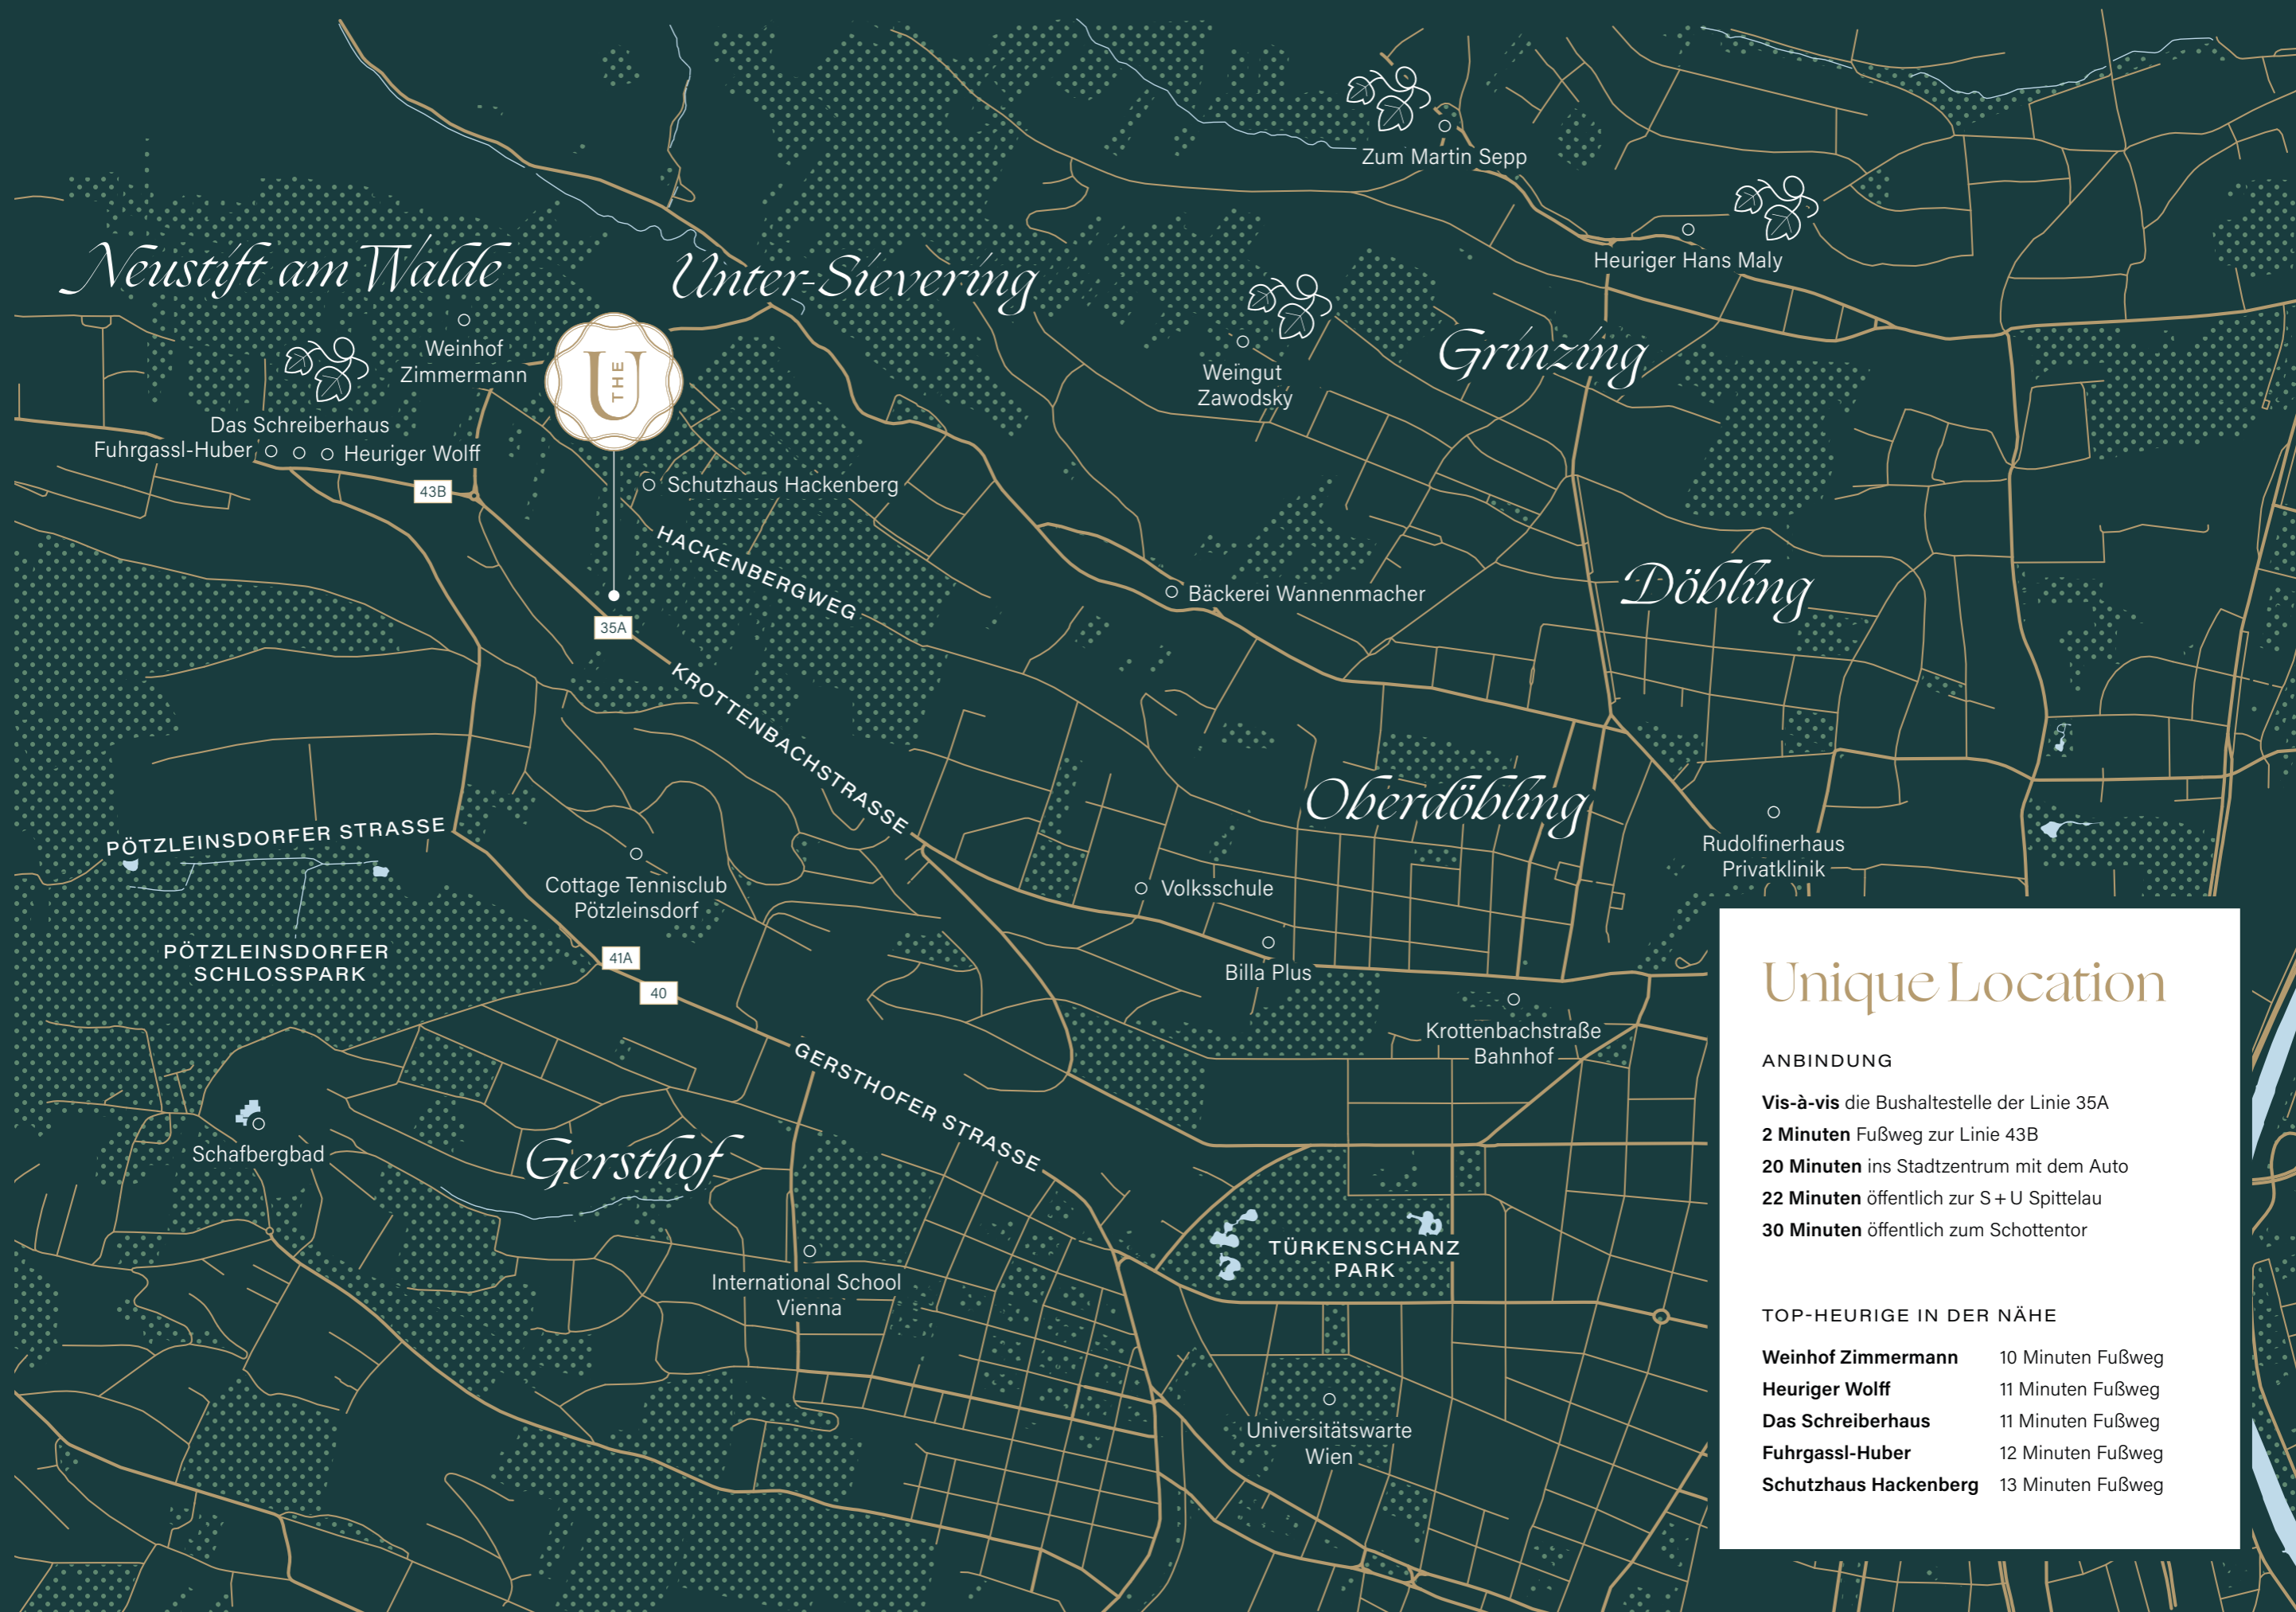 Zum Martin Sepp
Heuriger Hans Maly
Neustift am Walde
Unter-Sievering
Weinhof
Zimmermann
THE
U
Weingut
Zawodsky
Grinzing
Das Schreiberhaus
Fuhrgassl-Huber
Heuriger Wolff
43B
Schutzhaus Hackenberg
HACKENBERGWEG
Bäckerei Wannenmacher
Döbling
35A
KROTTENBACHSTRASSE
Oberdöbling
PÖTZLEINSDORFER STRASSE
Rudolfinerhaus
Privatklinik
Cottage Tennisclub
Pötzleinsdorf
Volksschule
PÖTZLEINSDORFER
SCHLOSSPARK
41A
40
Billa Plus
Krottenbachstraße
Bahnhof
GERSTHOFER STRASSE
Schafbergbad
Gersthof
TÜRKENSCHANZ
PARK
International School
Vienna
Universitätswarte
Wien
Unique Location
ANBINDUNG
Vis-à-vis die Bushaltestelle der Linie 35A
2 Minuten Fußweg zur Linie 43B
20 Minuten ins Stadtzentrum mit dem Auto
22 Minuten öffentlich zur S+U Spittelau
30 Minuten öffentlich zum Schottentor
TOP-HEURIGE IN DER NÄHE
Weinhof Zimmermann 10 Minuten Fußweg
Heuriger Wolff 11 Minuten Fußweg
Das Schreiberhaus 11 Minuten Fußweg
Fuhrgassl-Huber 12 Minuten Fußweg
Schutzhaus Hackenberg 13 Minuten Fußweg